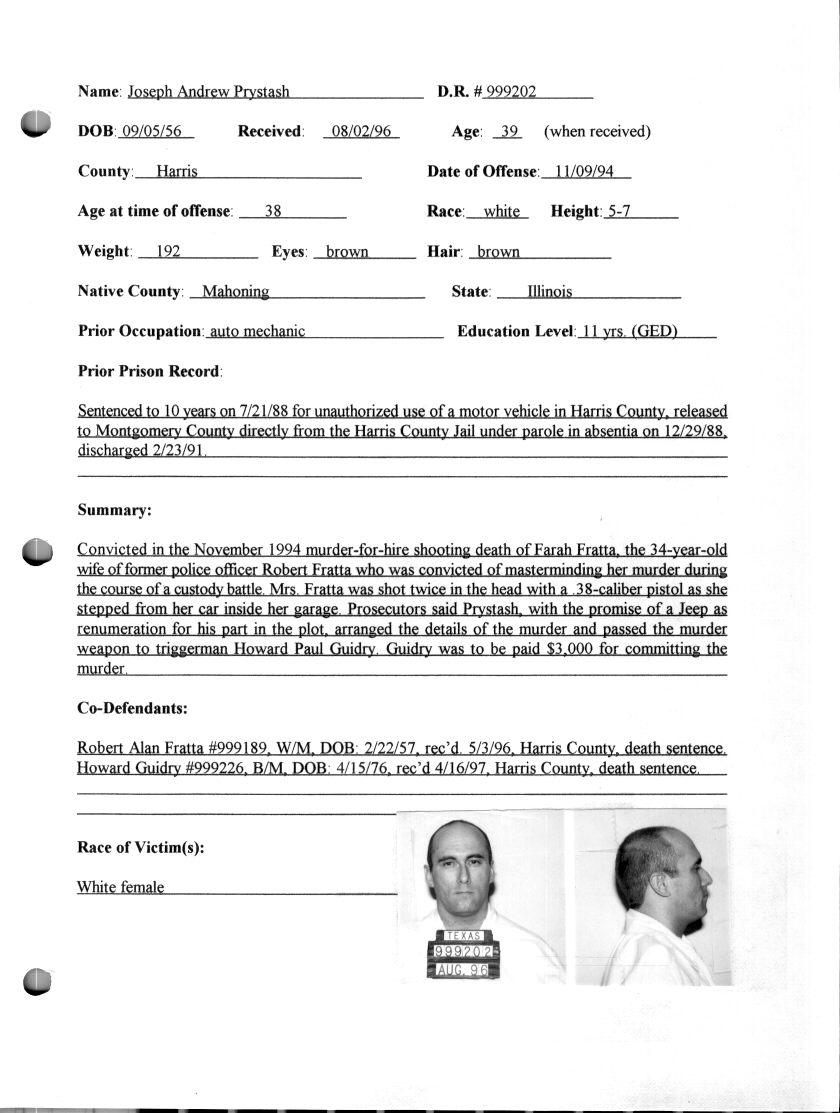 Name: Joseph Andrew Prystash D.R. # 999202
DOB: 09/05/56 Received: 08/02/96 Age: 39 (when received)
County: Harris Date of Offense: 11/09/94
Age at time of offense: 38 Race: white Height: 5-7
Weight: 192 Eyes: brown Hair: brown
Native County: Mahoning State: Illinois
Prior Occupation: auto mechanic Education Level: 11 yrs. (GED)
Prior Prison Record:
Sentenced to 10 years on 7/21/88 for unauthorized use of a motor vehicle in Harris County, released
to Montgomery County directly from the Harris County Jail under parole in absentia on 12/29/88,
discharged 2/23/91.
Summary:
Convicted in the November 1994 murder-for-hire shooting death of Farah Fratta, the 34-year-old
wife of former police officer Robert Fratta who was convicted of masterminding her murder during
the course of a custody battle. Mrs. Fratta was shot twice in the head with a .38-caliber pistol as she
stepped from her car inside her garage. Prosecutors said Prystash, with the promise of a Jeep as
renumeration for his part in the plot, arranged the details of the murder and passed the murder
weapon to triggerman Howard Paul Guidry. Guidry was to be paid $3,000 for committing the
murder.
Co-Defendants:
Robert Alan Fratta #999189, W/M, DOB: 2/22/57, rec'd. 5/3/96, Harris County, death sentence.
Howard Guidry #999226, B/M, DOB: 4/15/76, rec'd 4/16/97, Harris County, death sentence.
Race of Victim(s):
White female
TEXAS
999202
AUG. 96